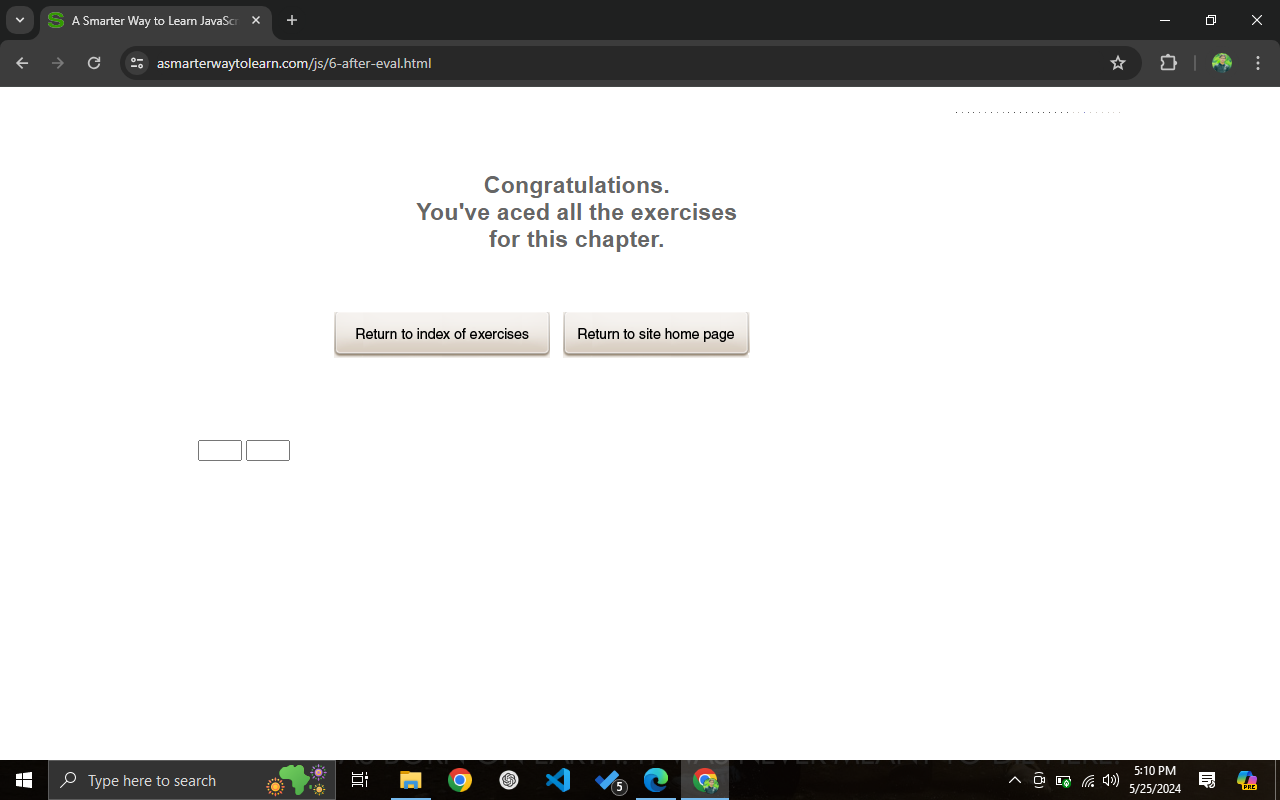 A Smarter Way to Learn JavaScr
asmarterwaytolearn.com/js/6-after-eval.html
Congratulations.
You've aced all the exercises
for this chapter.
Return to index of exercises
Return to site home page
Type here to search
5
5:10 PM
5/25/2024
PRE